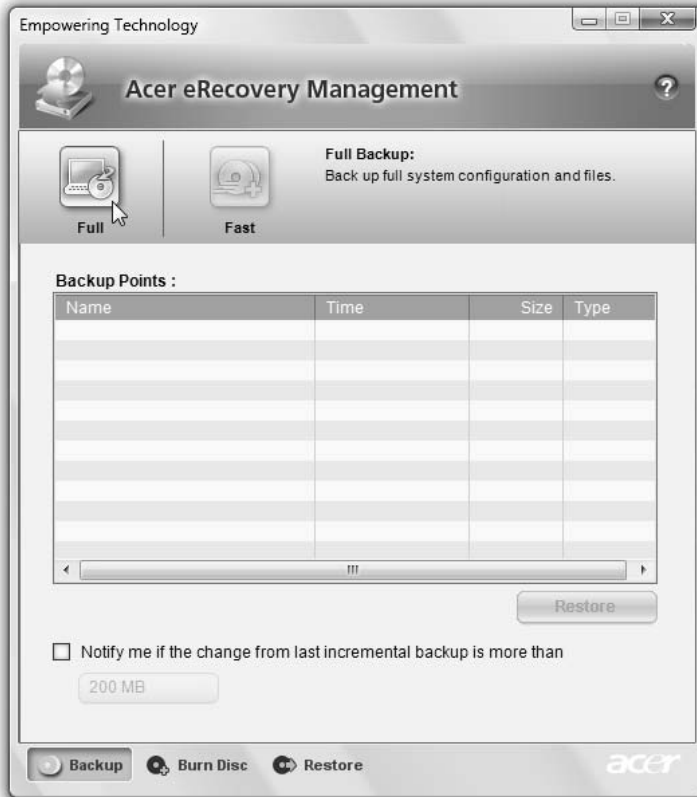 Empowering Technology
Acer eRecovery Management
?
Full
Fast
Full Backup:
Back up full system configuration and files.
Backup Points :
Name Time Size Type
Restore
Notify me if the change from last incremental backup is more than
200 MB
Backup Burn Disc Restore
acer